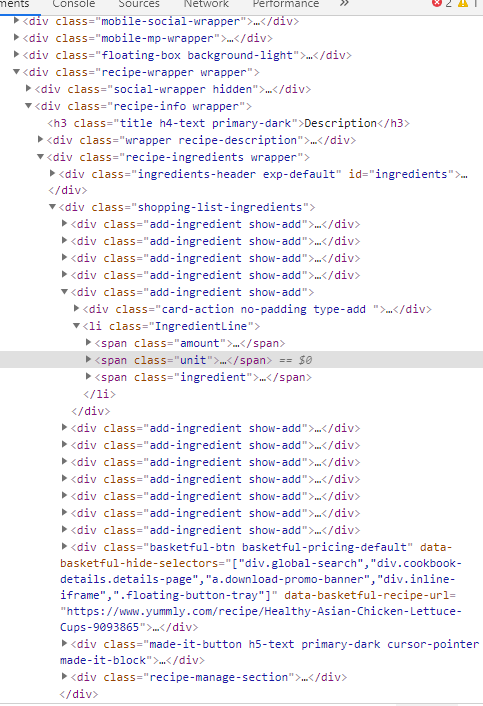 ments Console Sources Network Performance » 2 1
▶<div class="mobile-social-wrapper">…</div>
▶<div class="mobile-mp-wrapper">…</div>
▶<div class="floating-box background-light">…</div>
▼<div class="recipe-wrapper wrapper">
▶<div class="social-wrapper hidden">…</div>
▼<div class="recipe-info wrapper">
<h3 class="title h4-text primary-dark">Description</h3>
▶<div class="wrapper recipe-description">…</div>
▼<div class="recipe-ingredients wrapper">
▶<div class="ingredients-header exp-default" id="ingredients">…
</div>
▼<div class="shopping-list-ingredients">
▶<div class="add-ingredient show-add">…</div>
▶<div class="add-ingredient show-add">…</div>
▶<div class="add-ingredient show-add">…</div>
▶<div class="add-ingredient show-add">…</div>
▼<div class="add-ingredient show-add">
▶<div class="card-action no-padding type-add ">…</div>
▼<li class="IngredientLine">
▶<span class="amount">…</span>
▶<span class="unit">…</span> == $0
▶<span class="ingredient">…</span>
</li>
</div>
▶<div class="add-ingredient show-add">…</div>
▶<div class="add-ingredient show-add">…</div>
▶<div class="add-ingredient show-add">…</div>
▶<div class="add-ingredient show-add">…</div>
▶<div class="add-ingredient show-add">…</div>
▶<div class="add-ingredient show-add">…</div>
▶<div class="add-ingredient show-add">…</div>
▶<div class="basketful-btn basketful-pricing-default" data-
basketful-hide-selectors="["div.global-search","div.cookbook-
details.details-page","a.download-promo-banner","div.inline-
iframe",".floating-button-tray"]" data-basketful-recipe-url=
"https://www.yummly.com/recipe/Healthy-Asian-Chicken-Lettuce-
Cups-9093865">…</div>
▶<div class="made-it-button h5-text primary-dark cursor-pointer
made-it-block">…</div>
▶<div class="recipe-manage-section">…</div>
</div>